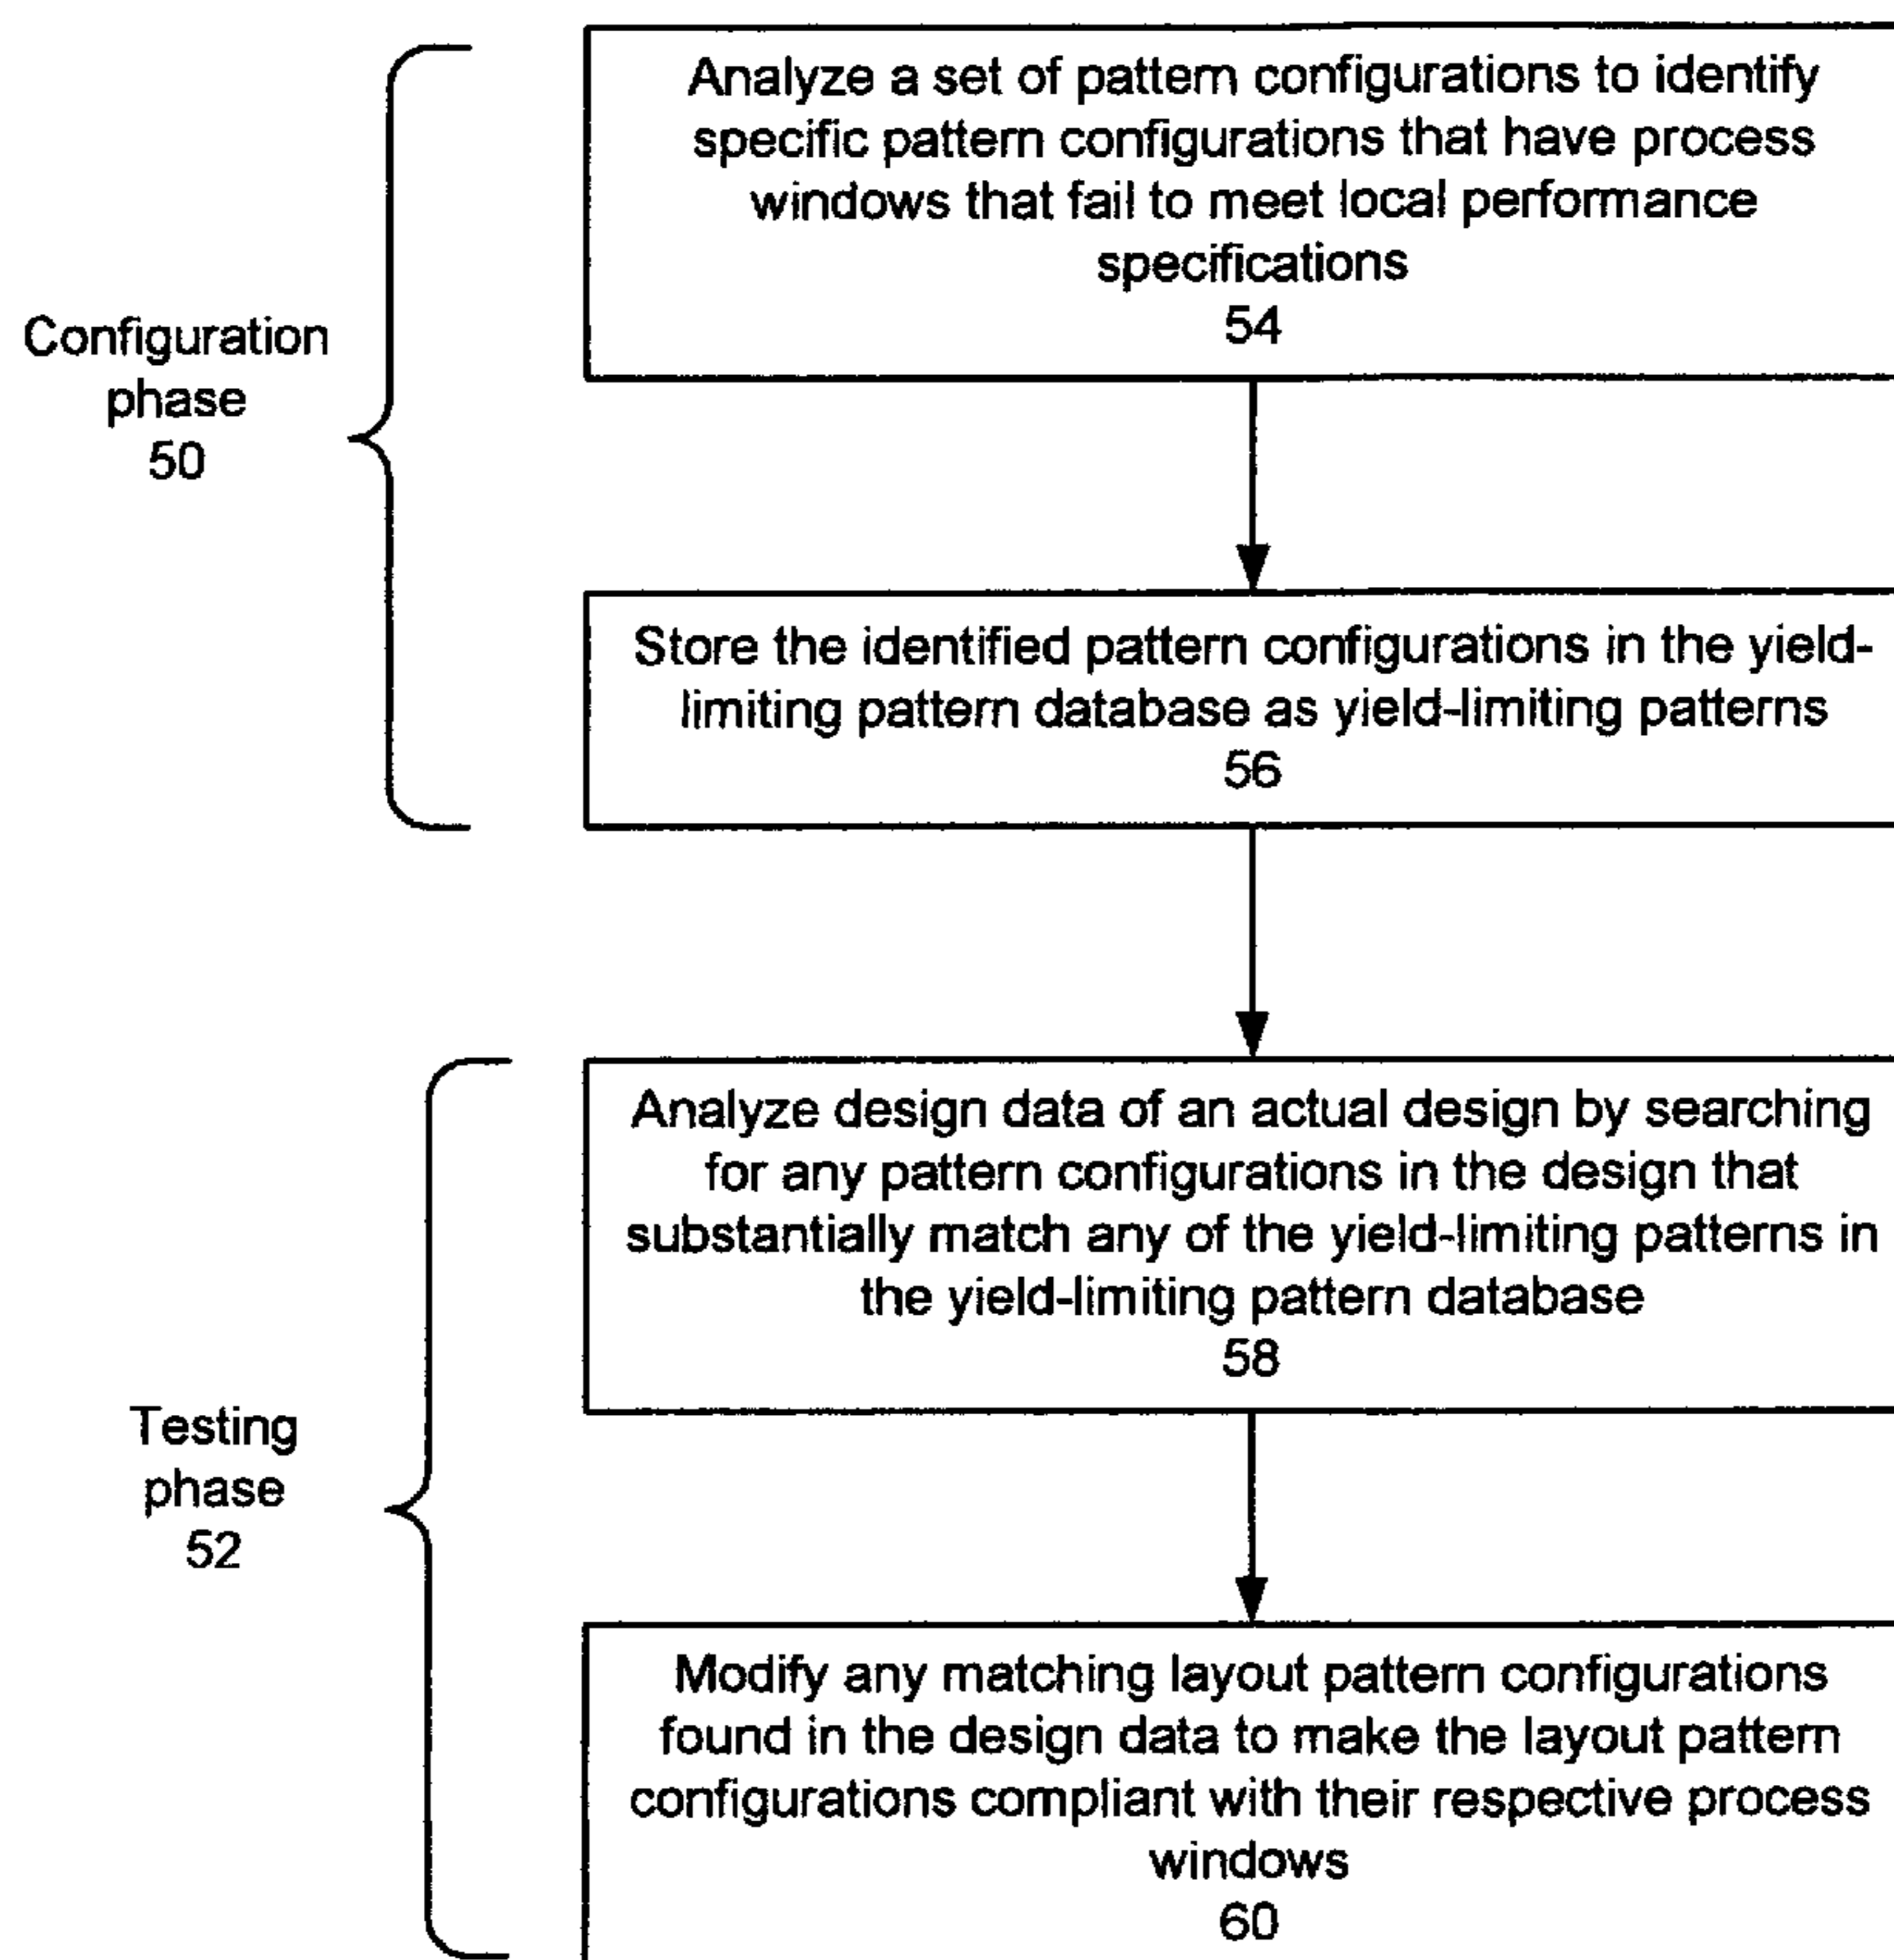 Analyze a set of pattern configurations to identify
specific pattern configurations that have process
windows that fail to meet local performance
specifications
54
Configuration
phase
50
Store the identified pattern configurations in the yield-
limiting pattern database as yield-limiting patterns
56
Analyze design data of an actual design by searching
for any pattern configurations in the design that
substantially match any of the yield-limiting patterns in
the yield-limiting pattern database
58
Testing
phase
52
Modify any matching layout pattern configurations
found in the design data to make the layout pattern
configurations compliant with their respective process
windows
60